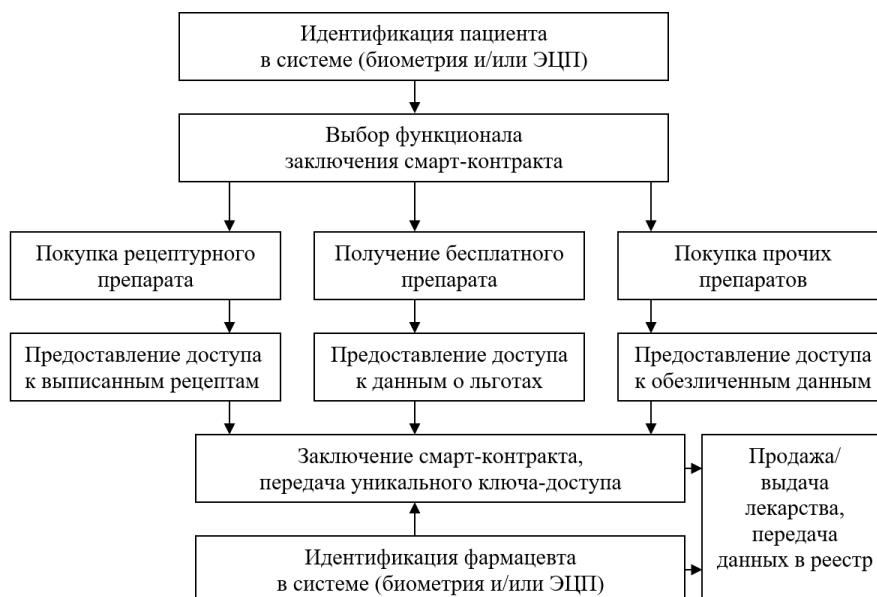 Идентификация пациента
в системе (биометрия и/или ЭЦП)
Выбор функционала
заключения смарт-контракта
Покупка рецептурного
препарата
Получение бесплатного
препарата
Покупка прочих
препаратов
Предоставление доступа
к выписанным рецептам
Предоставление доступа
к данным о льготах
Предоставление доступа
к обезличенным данным
Заключение смарт-контракта,
передача уникального ключа-доступа
Продажа/
выдача
лекарства,
передача
данных в реестр
Идентификация фармацевта
в системе (биометрия и/или ЭЦП)